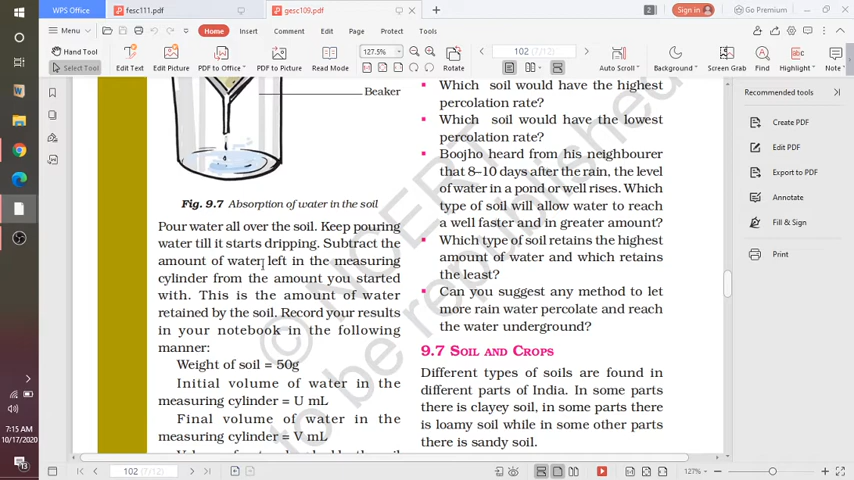 WPS Office
fesc111.pdf
gesc109.pdf
+
2
Sign in
Go Premium
Menu
Home
Insert
Comment
Edit
Page
Protect
Tools
Hand Tool
Select Tool
Edit Text
Edit PDF
PDF to Office
PDF to Picture
Read Mode
127.5%
Rotate
102 (7/12)
Auto Scroll
Background
Screen Grab
Find
Highlight
Note
Beaker
Fig. 9.7 Absorption of water in the soil
Pour water all over the soil. Keep pouring
water till it starts dripping. Subtract the
amount of water left in the measuring
cylinder from the amount you started
with. This is the amount of water
retained by the soil. Record your results
in your notebook in the following
manner:
Weight of soil = 50g
Initial volume of water in the
measuring cylinder = U mL
Final volume of water in the
measuring cylinder = V mL
• Which soil would have the highest
percolation rate?
• Which soil would have the lowest
percolation rate?
• Boojho heard from his neighbourer
that 8–10 days after the rain, the level
of water in a pond or well rises. Which
type of soil will allow water to reach
a well faster and in greater amount?
• Which type of soil retains the highest
amount of water and which retains
the least?
• Can you suggest any method to let
more rain water percolate and reach
the water underground?
9.7 SOIL AND CROPS
Different types of soils are found in
different parts of India. In some parts
there is clayey soil, in some parts there
is loamy soil while in some other parts
there is sandy soil.
© NCERT
to be republished
Recommended tools
Create PDF
Edit PDF
Export to PDF
Annotate
Fill & Sign
Print
7:15 AM
10/17/2020
13
102 (7/12)
127%